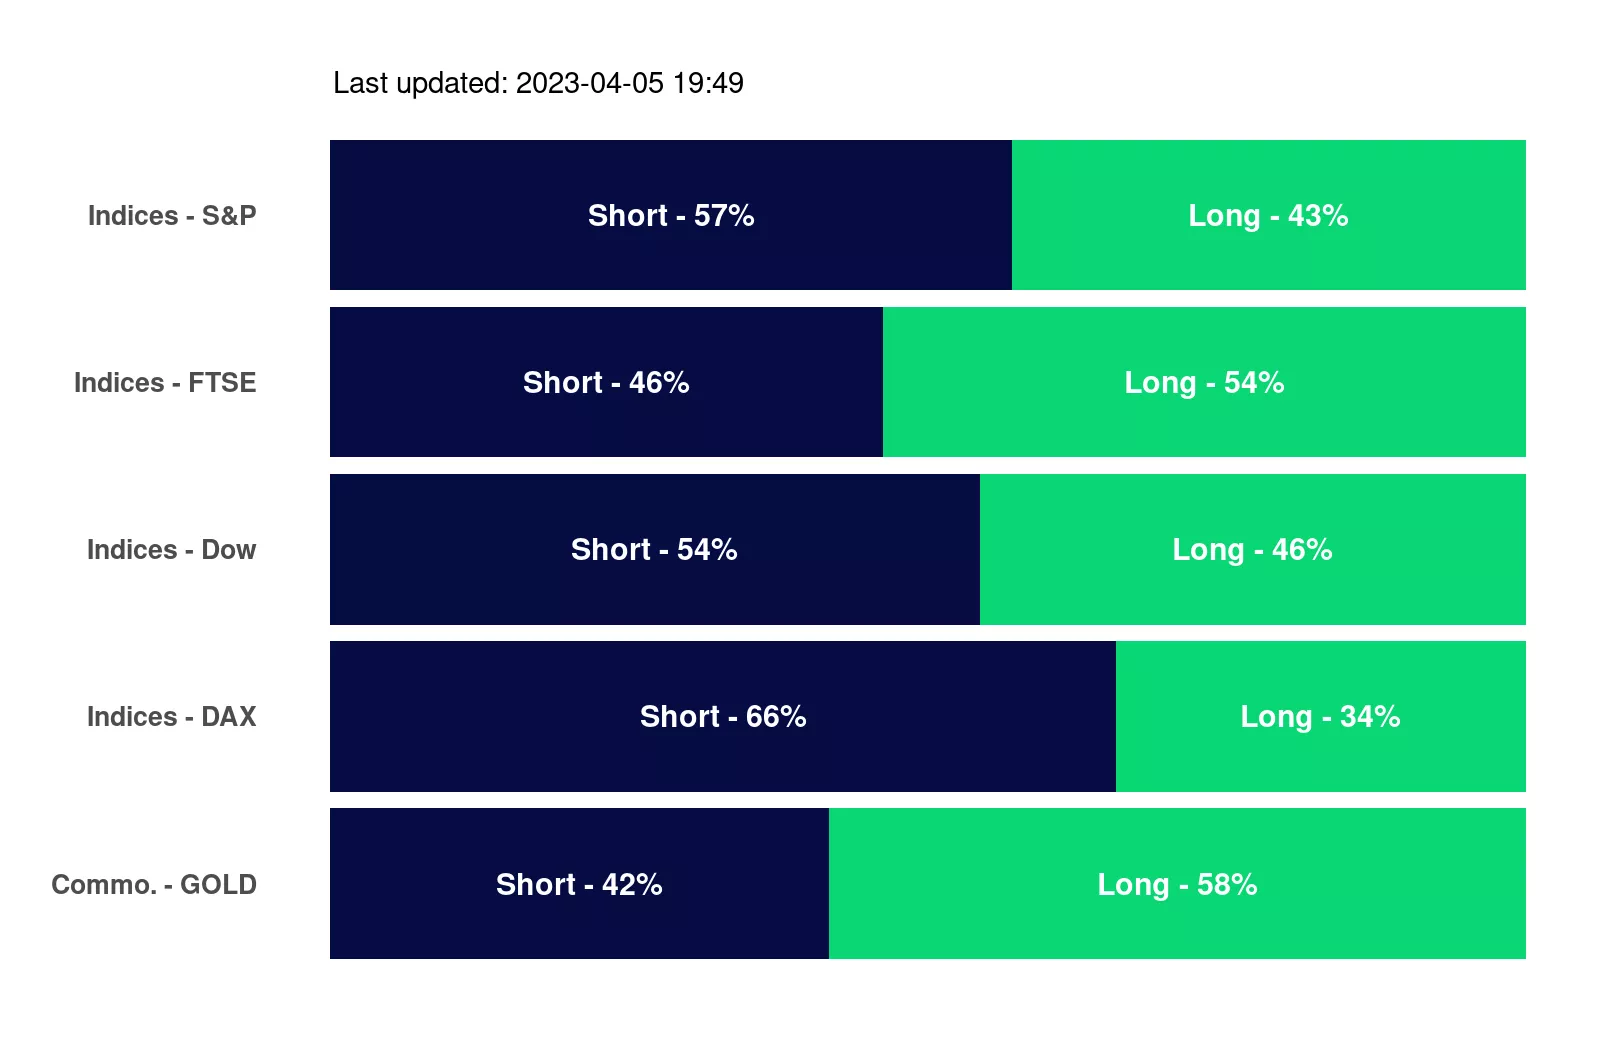 Last updated: 2023-04-05 19:49
Indices - S&P Short - 57% Long - 43%
Indices - FTSE Short - 46% Long - 54%
Indices - Dow Short - 54% Long - 46%
Indices - DAX Short - 66% Long - 34%
Commo. - GOLD Short - 42% Long - 58%